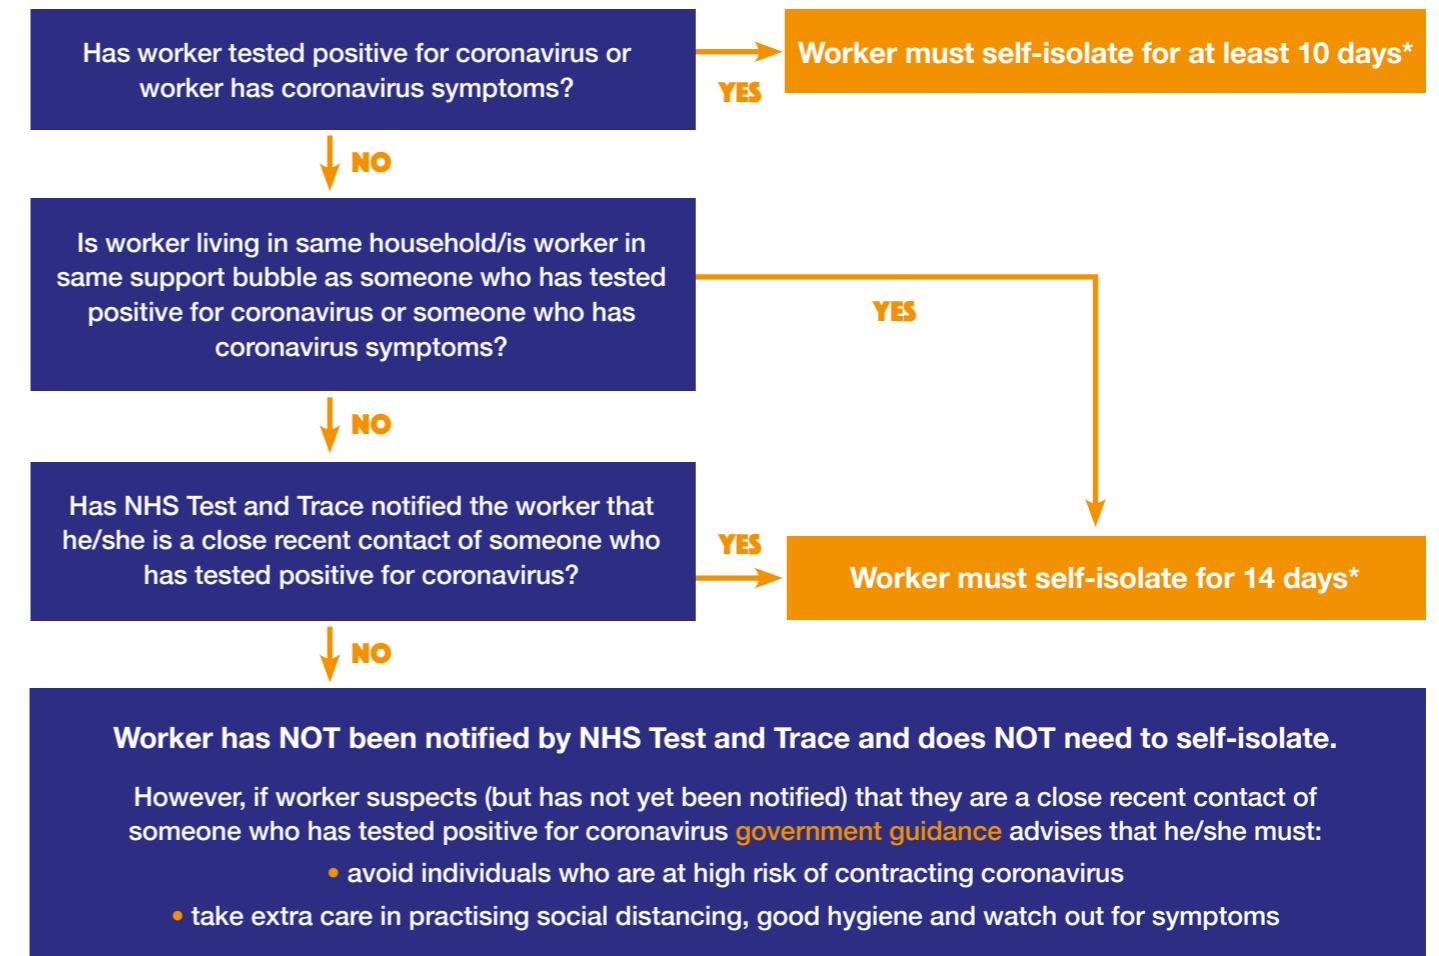 Has worker tested positive for coronavirus or
worker has coronavirus symptoms?
YES
Worker must self-isolate for at least 10 days*
NO
Is worker living in same household/is worker in
same support bubble as someone who has tested
positive for coronavirus or someone who has
coronavirus symptoms?
YES
NO
Has NHS Test and Trace notified the worker that
he/she is a close recent contact of someone who
has tested positive for coronavirus?
YES
Worker must self-isolate for 14 days*
NO
Worker has NOT been notified by NHS Test and Trace and does NOT need to self-isolate.
However, if worker suspects (but has not yet been notified) that they are a close recent contact of
someone who has tested positive for coronavirus government guidance advises that he/she must:
• avoid individuals who are at high risk of contracting coronavirus
• take extra care in practising social distancing, good hygiene and watch out for symptoms